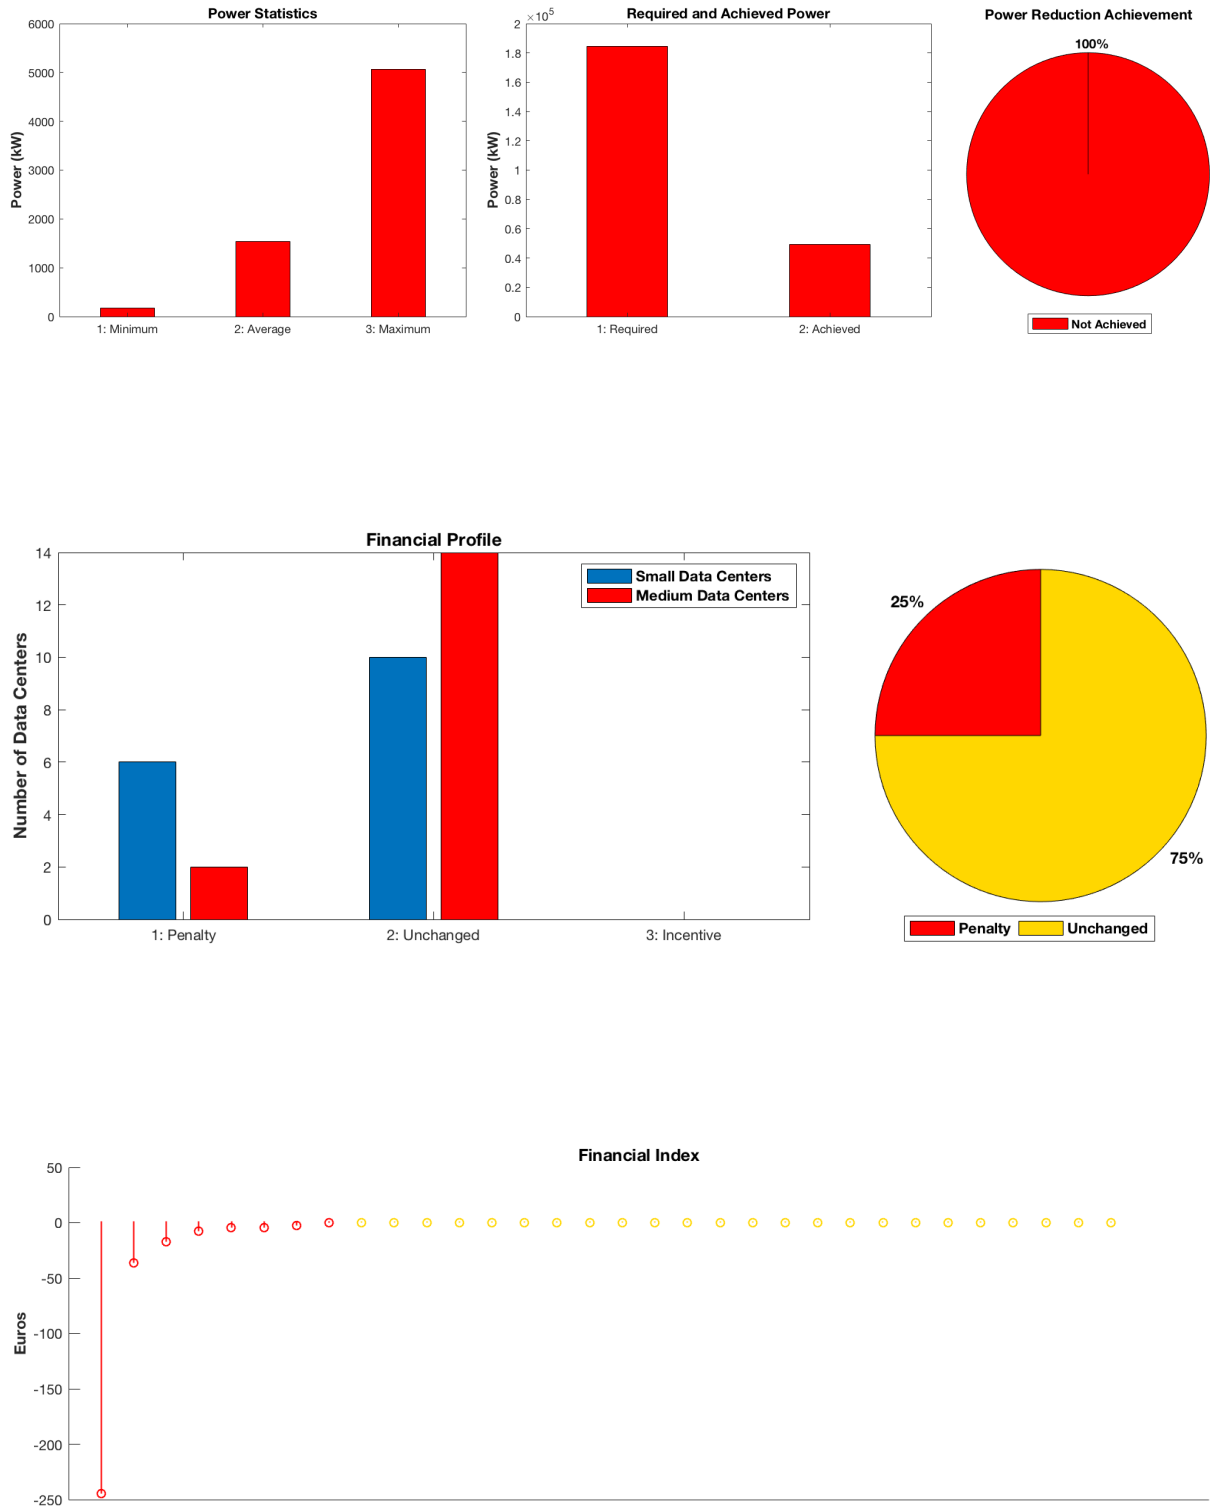 Power Statistics
6000
5000
4000
3000
2000
1000
0
Power (kW)
1: Minimum
2: Average
3: Maximum
Required and Achieved Power
×10⁵
2
1.8
1.6
1.4
1.2
1
0.8
0.6
0.4
0.2
0
Power (kW)
1: Required
2: Achieved
Power Reduction Achievement
100%
Not Achieved
Financial Profile
14
12
10
8
6
4
2
0
Number of Data Centers
Small Data Centers
Medium Data Centers
1: Penalty
2: Unchanged
3: Incentive
25%
75%
Penalty
Unchanged
Financial Index
50
0
-50
-100
-150
-200
-250
Euros